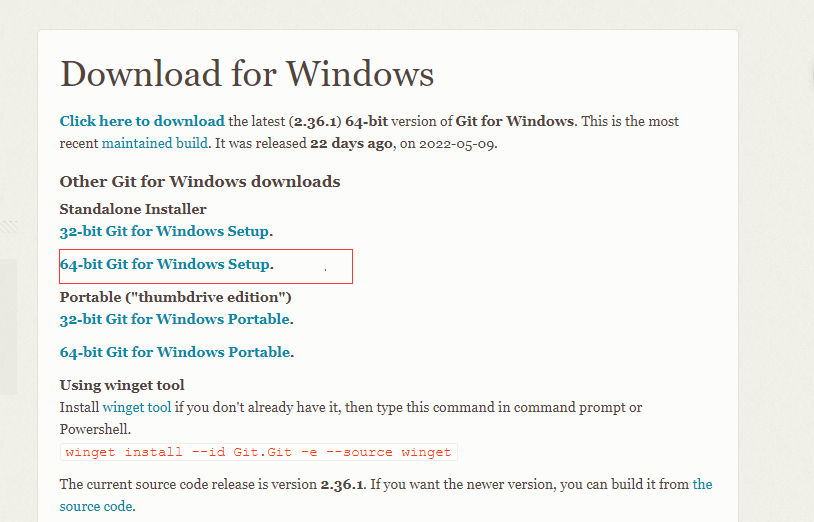 Download for Windows
Click here to download the latest (2.36.1) 64-bit version of Git for Windows. This is the most
recent maintained build. It was released 22 days ago, on 2022-05-09.
Other Git for Windows downloads
Standalone Installer
32-bit Git for Windows Setup.
64-bit Git for Windows Setup.
Portable ("thumbdrive edition")
32-bit Git for Windows Portable.
64-bit Git for Windows Portable.
Using winget tool
Install winget tool if you don't already have it, then type this command in command prompt or
Powershell.
winget install --id Git.Git -e --source winget
The current source code release is version 2.36.1. If you want the newer version, you can build it from the
source code.